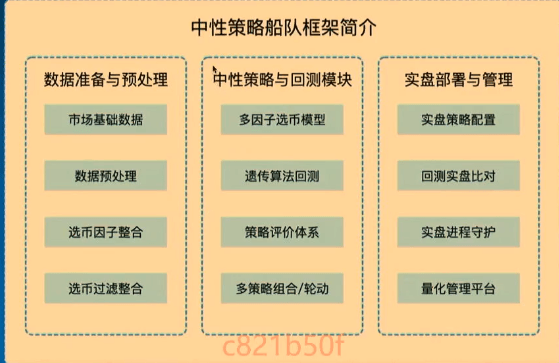 中性策略船队框架简介
数据准备与预处理
市场基础数据
数据预处理
选币因子整合
选币过滤整合
中性策略与回测模块
多因子选币模型
遗传算法回测
策略评价体系
多策略组合/轮动
实盘部署与管理
实盘策略配置
回测实盘比对
实盘进程守护
量化管理平台
c821b50f